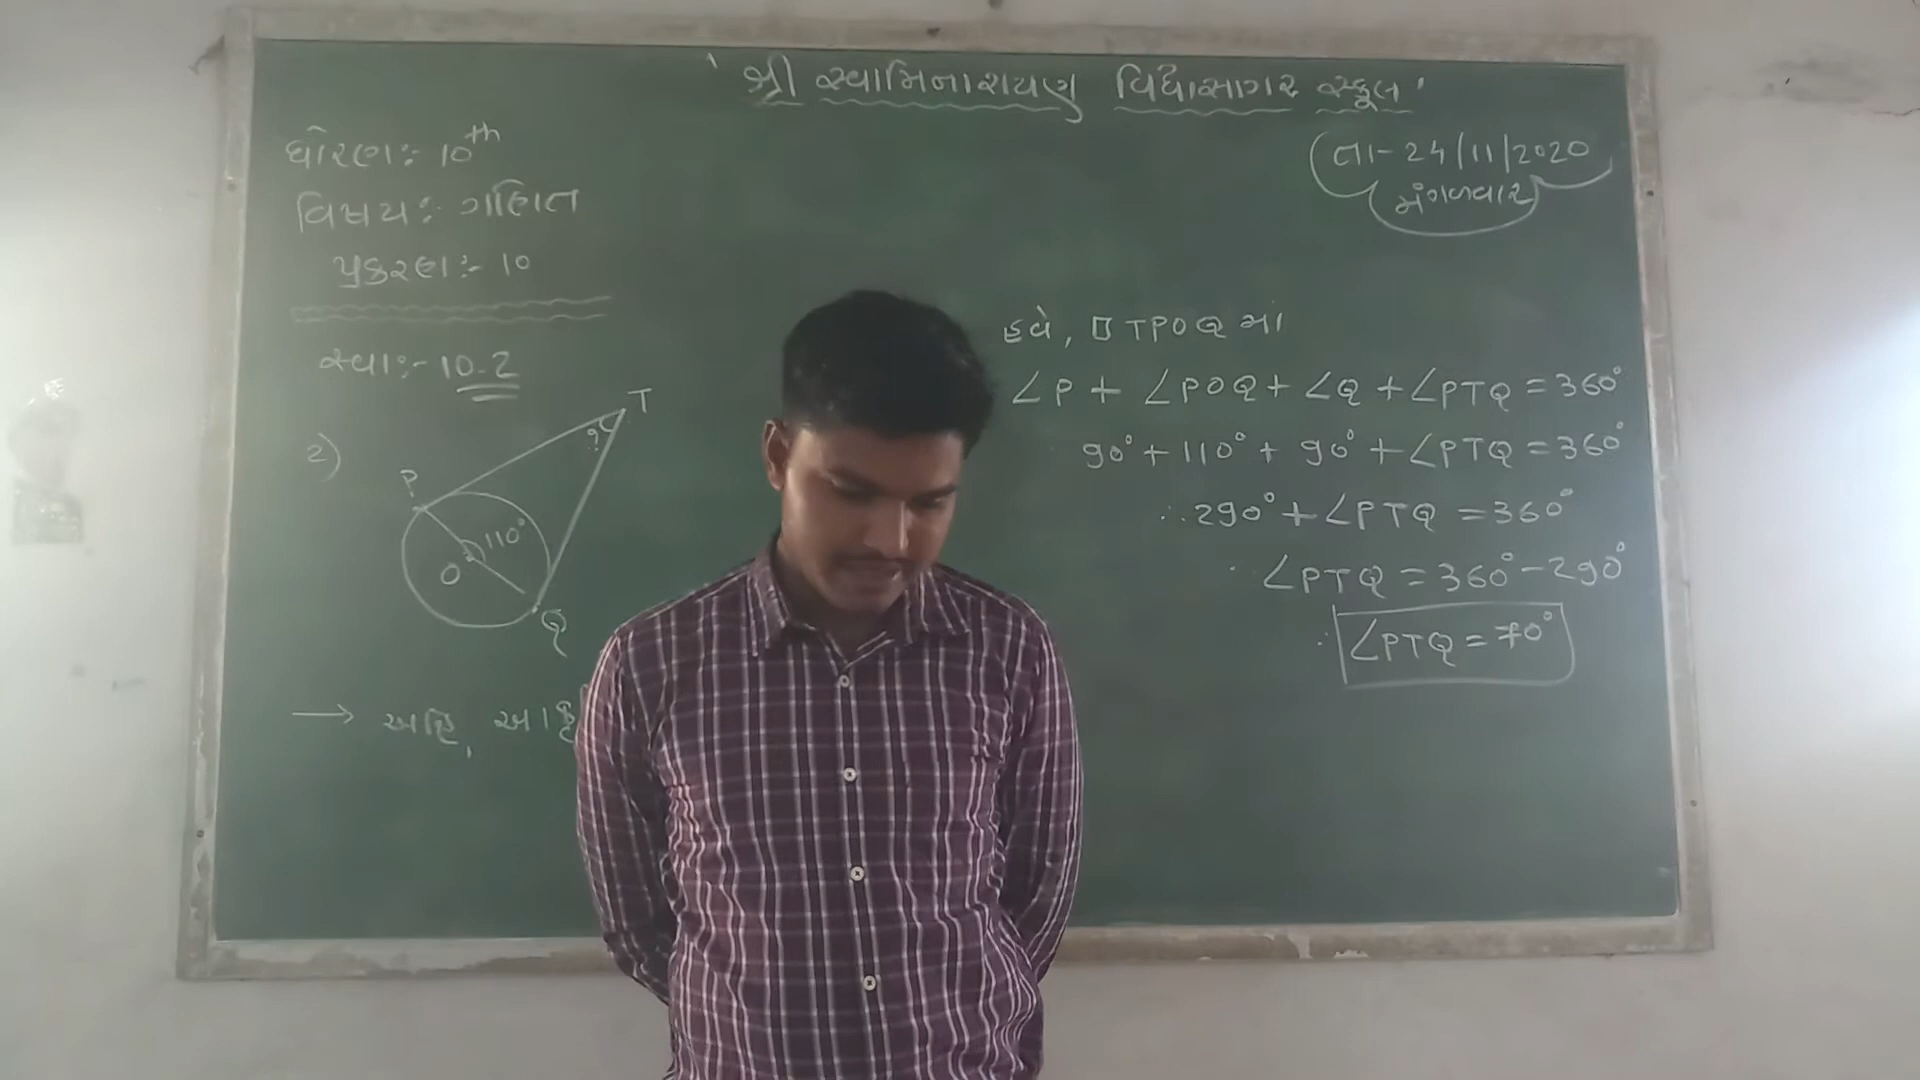 'શ્રી સ્વામિનારાયણ વિદ્યાસાગર સ્કૂલ'
ધોરણ:- 10th
વિષય:- ગણિત
પ્રકરણ:- 10
તા- 24/11/2020
મંગળવાર
સ્વા:- 10.2
2)
T
?
P
110°
O
Q
→ અહિ, આકૃ
હવે, □TPOQ માં
∠P + ∠POQ + ∠Q + ∠PTQ = 360°
90° + 110° + 90° + ∠PTQ = 360°
∴ 290° + ∠PTQ = 360°
∴ ∠PTQ = 360° - 290°
∴ ∠PTQ = 70°